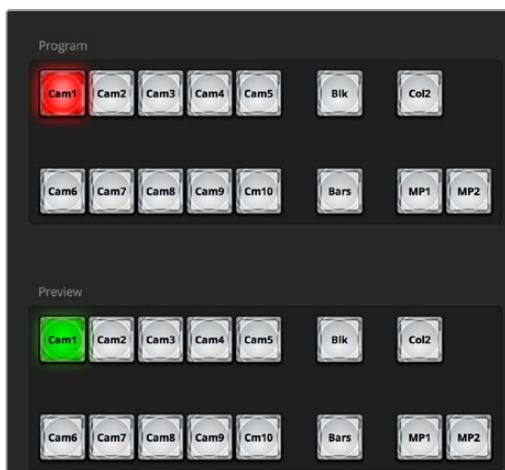 Program
Cam1 Cam2 Cam3 Cam4 Cam5 Blk Col2
Cam6 Cam7 Cam8 Cam9 Cm10 Bars MP1 MP2
Preview
Cam1 Cam2 Cam3 Cam4 Cam5 Blk Col2
Cam6 Cam7 Cam8 Cam9 Cm10 Bars MP1 MP2